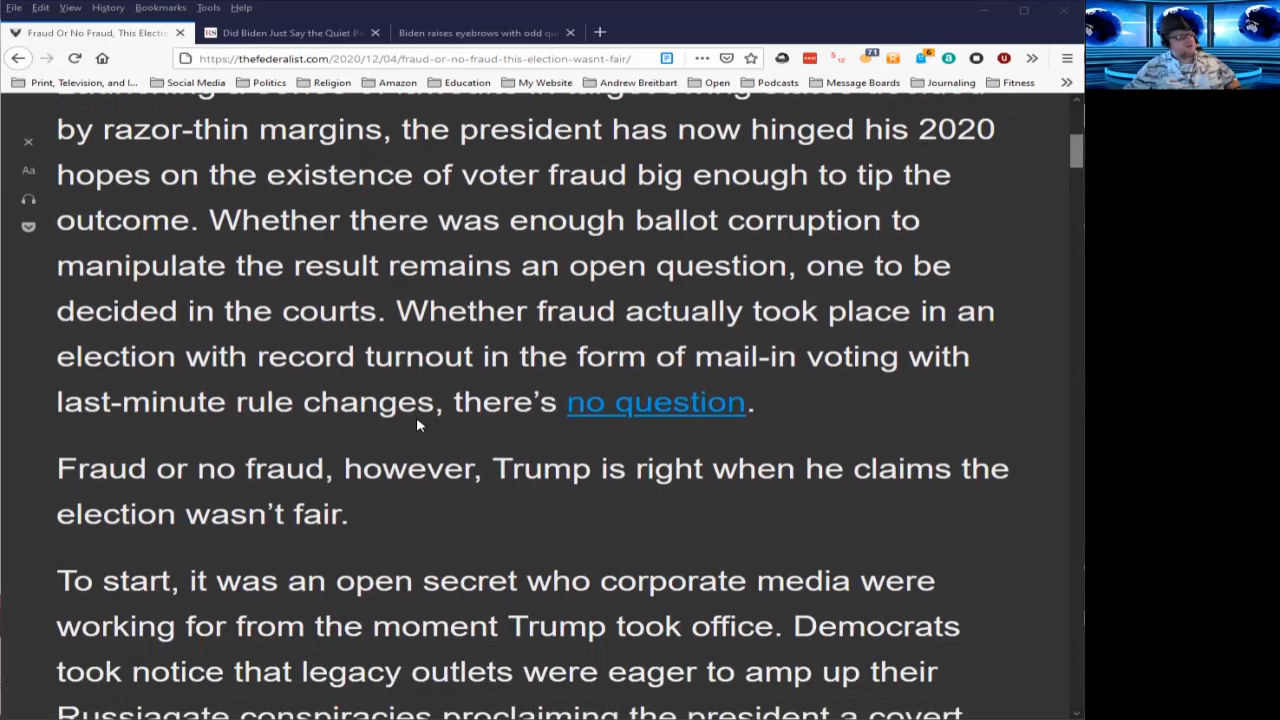 File Edit View History Bookmarks Tools Help
Fraud Or No Fraud, This Electi
Did Biden Just Say the Quiet P
Biden raises eyebrows with odd qu
https://thefederalist.com/2020/12/04/fraud-or-no-fraud-this-election-wasnt-fair/
Print, Television, and I... Social Media Politics Religion Amazon Education My Website Andrew Breitbart Open Podcasts Message Boards Journaling Fitness
by razor-thin margins, the president has now hinged his 2020
hopes on the existence of voter fraud big enough to tip the
outcome. Whether there was enough ballot corruption to
manipulate the result remains an open question, one to be
decided in the courts. Whether fraud actually took place in an
election with record turnout in the form of mail-in voting with
last-minute rule changes, there’s no question.
Fraud or no fraud, however, Trump is right when he claims the
election wasn’t fair.
To start, it was an open secret who corporate media were
working for from the moment Trump took office. Democrats
took notice that legacy outlets were eager to amp up their
Russiagate conspiracies proclaiming the president a covert